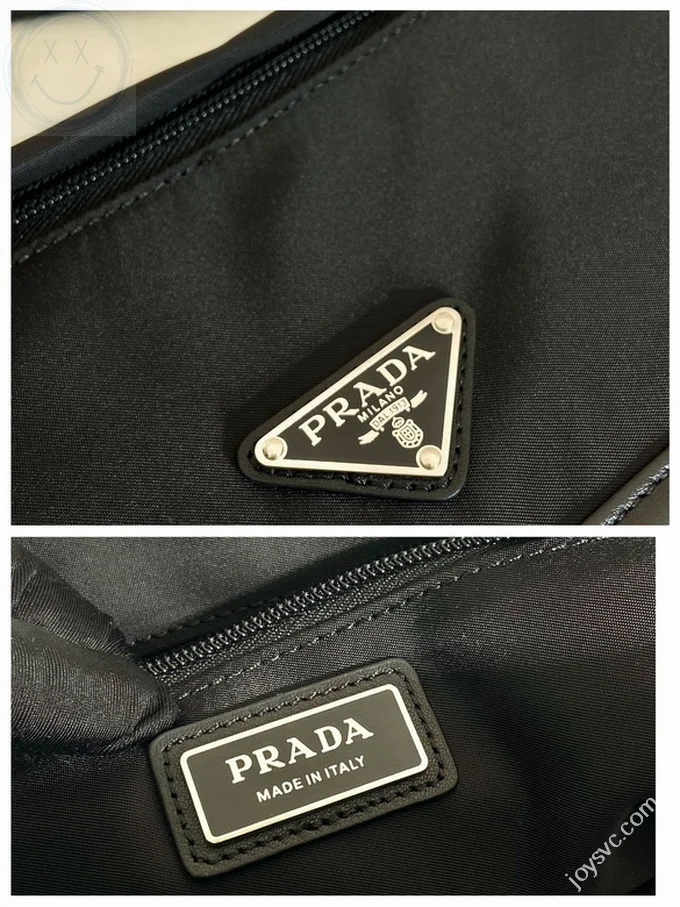 PRADA
MILANO
DAL 1913
PRADA
MADE IN ITALY
joysvc.com